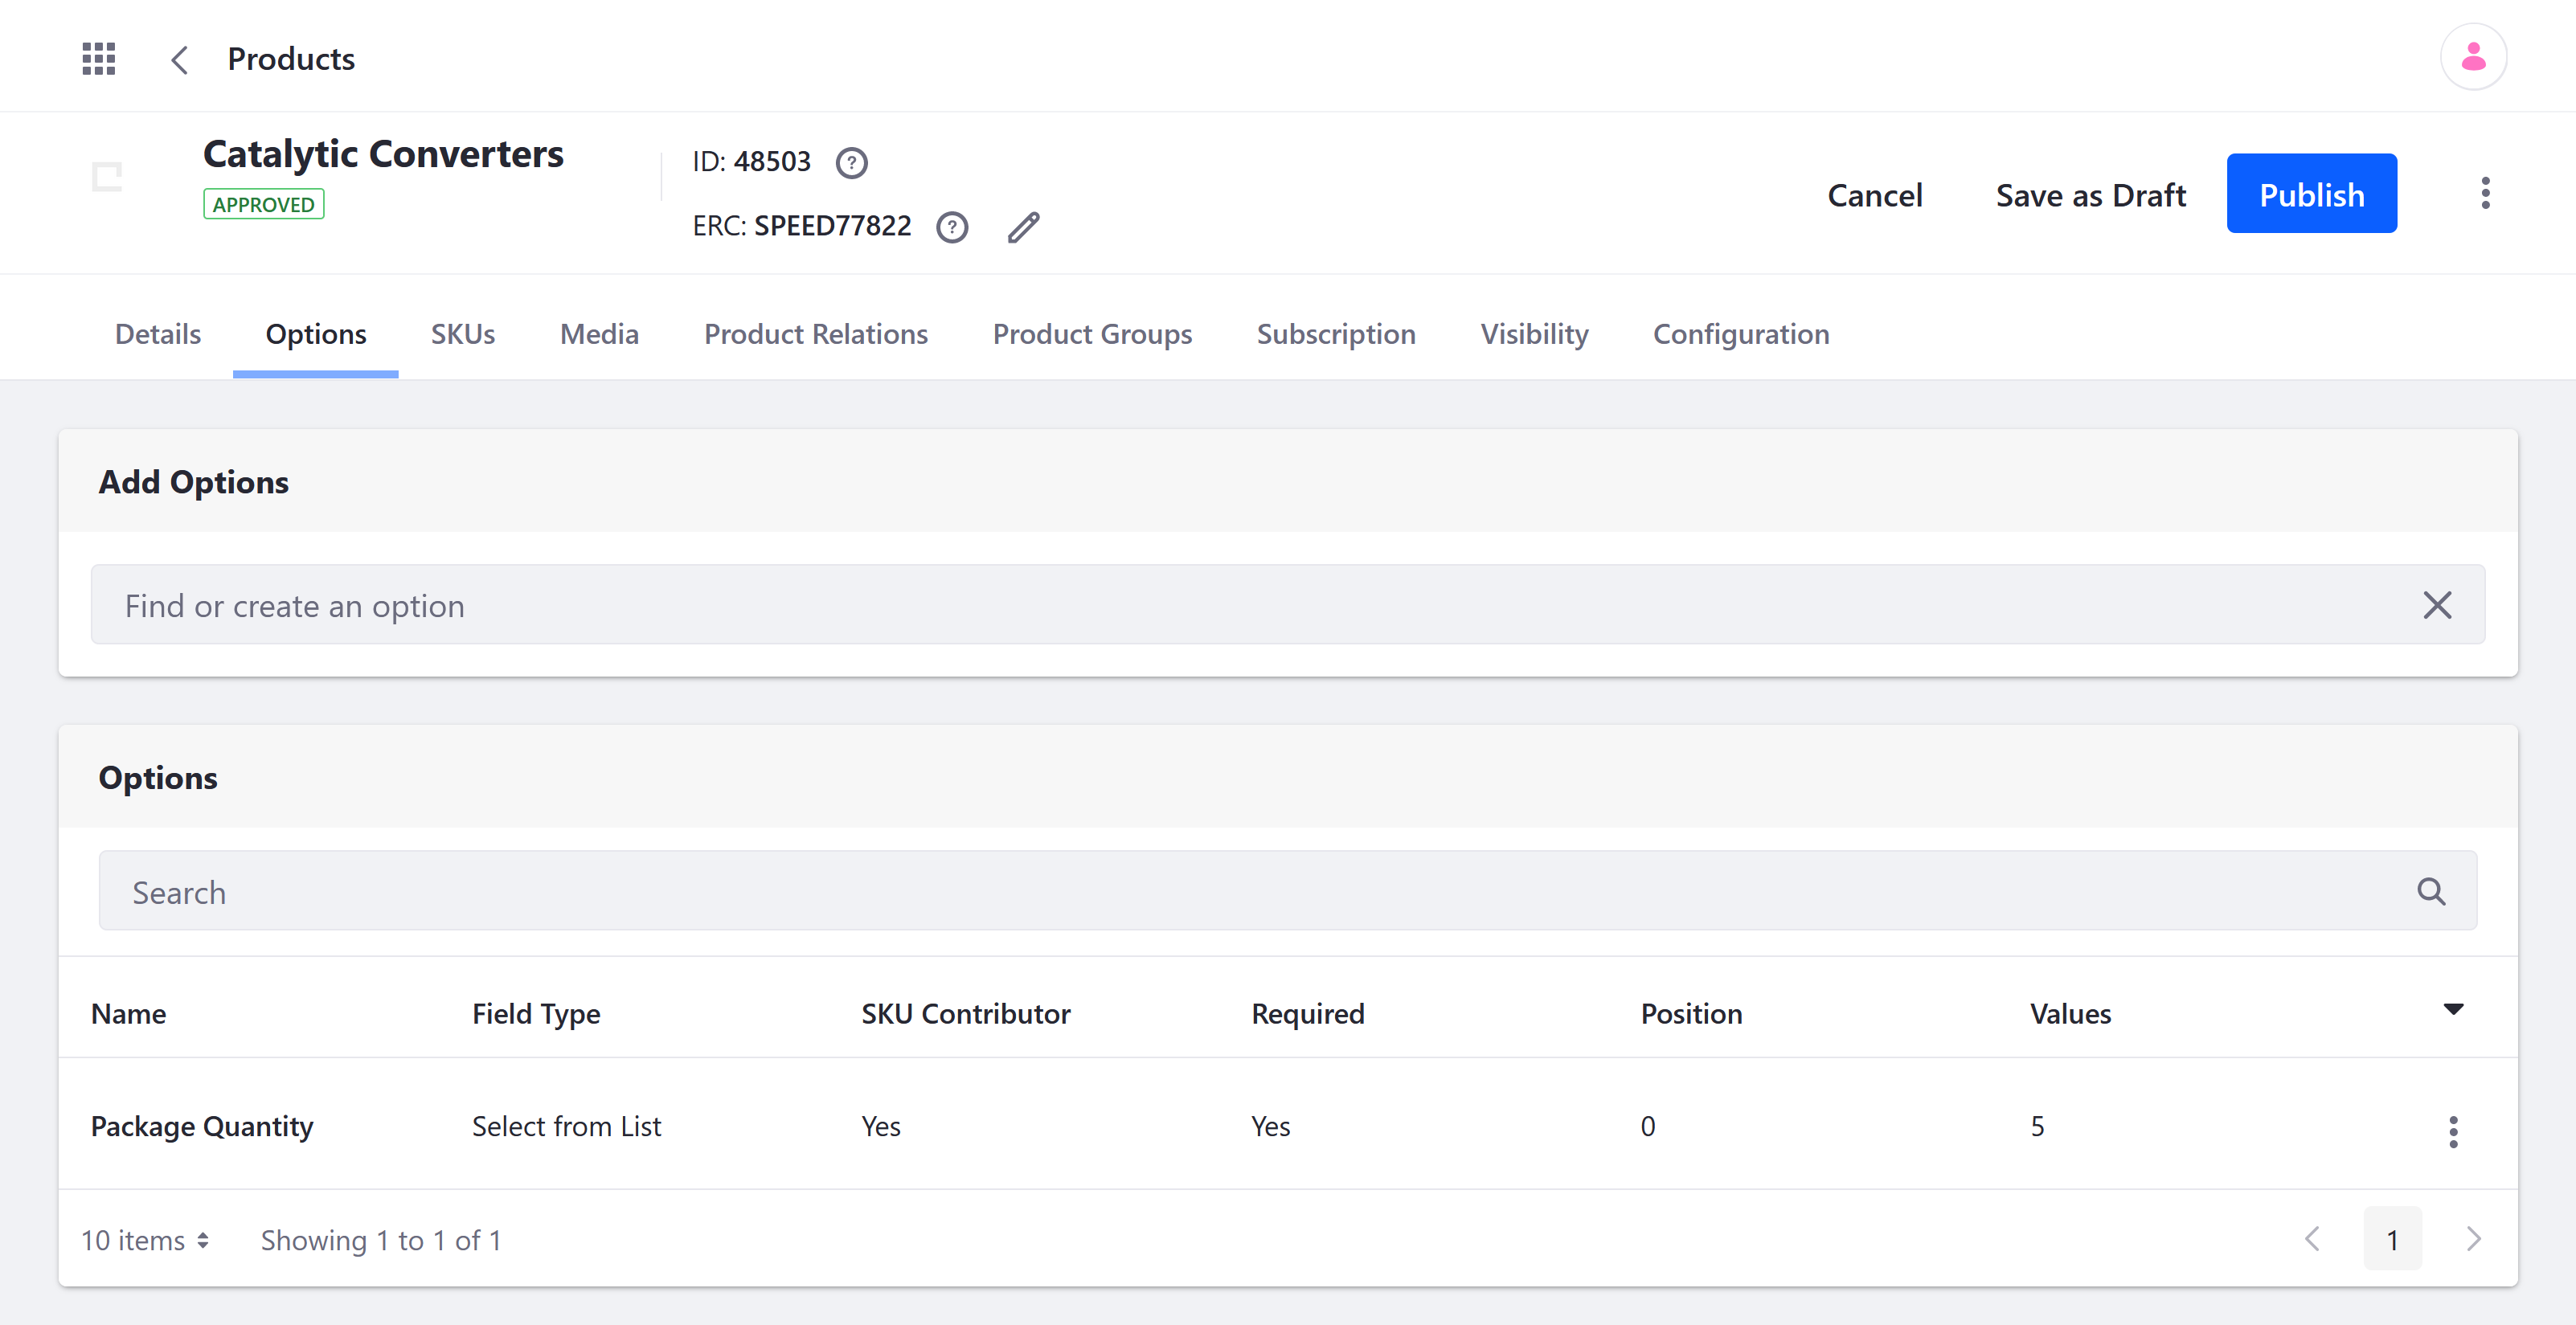 Products
Catalytic Converters
APPROVED
ID: 48503
ERC: SPEED77822
Cancel
Save as Draft
Publish
Details
Options
SKUs
Media
Product Relations
Product Groups
Subscription
Visibility
Configuration
Add Options
Find or create an option
Options
Search
Name
Field Type
SKU Contributor
Required
Position
Values
Package Quantity
Select from List
Yes
Yes
0
5
10 items
Showing 1 to 1 of 1
1